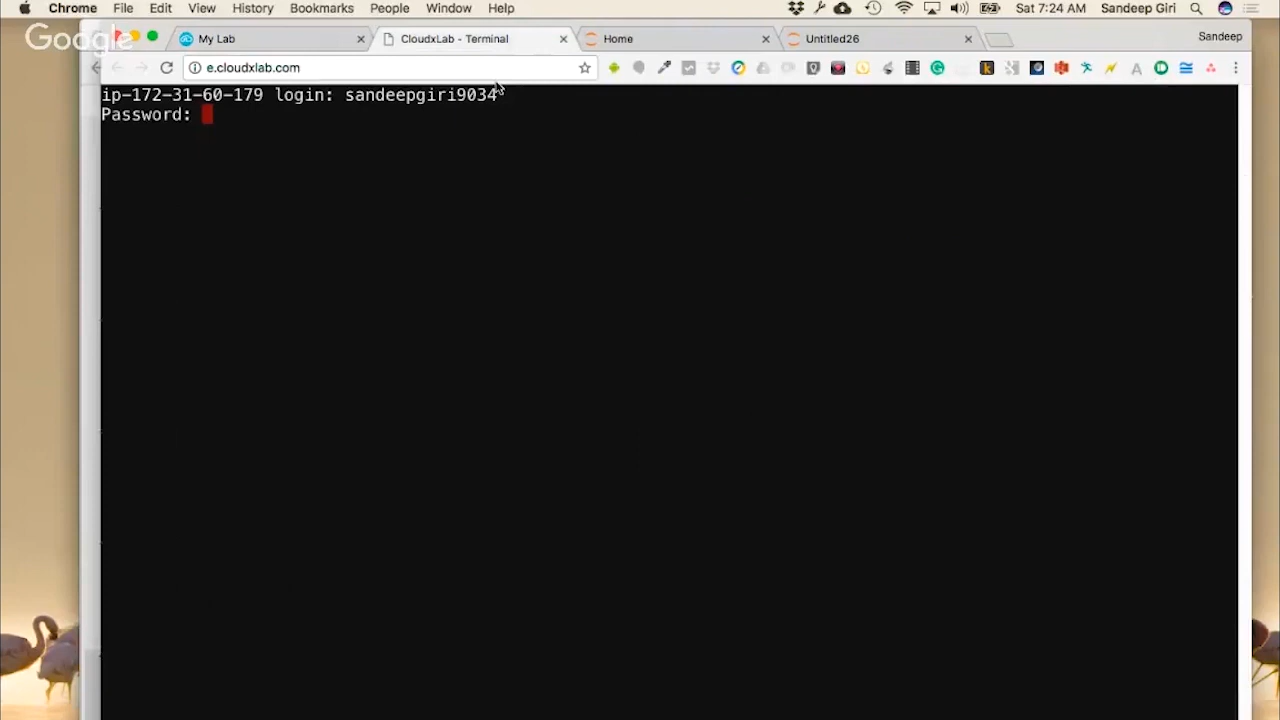 Chrome File Edit View History Bookmarks People Window Help Sat 7:24 AM Sandeep Giri
Google
My Lab CloudxLab - Terminal Home Untitled26 Sandeep
e.cloudxlab.com
ip-172-31-60-179 login: sandeepgiri9034
Password: